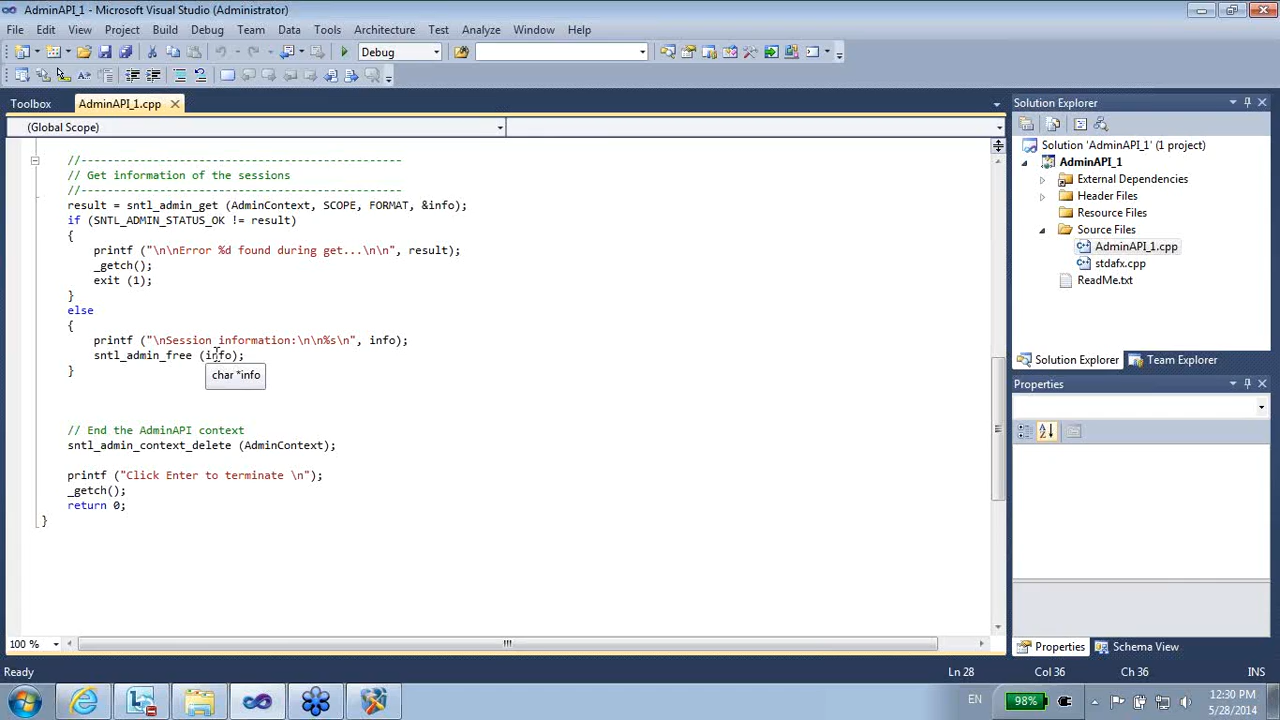 AdminAPI_1 - Microsoft Visual Studio (Administrator)
File Edit View Project Build Debug Team Data Tools Architecture Test Analyze Window Help
Debug
Toolbox AdminAPI_1.cpp
(Global Scope)
//-------------------------------------------------
// Get information of the sessions
//-------------------------------------------------
result = sntl_admin_get (AdminContext, SCOPE, FORMAT, &info);
if (SNTL_ADMIN_STATUS_OK != result)
{
printf ("\n\nError %d found during get...\n\n", result);
_getch();
exit (1);
}
else
{
printf ("\nSession information:\n\n%s\n", info);
sntl_admin_free (info);
}
char *info
// End the AdminAPI context
sntl_admin_context_delete (AdminContext);
printf ("Click Enter to terminate \n");
_getch();
return 0;
}
100 %
Solution Explorer
Solution 'AdminAPI_1' (1 project)
AdminAPI_1
External Dependencies
Header Files
Resource Files
Source Files
AdminAPI_1.cpp
stdafx.cpp
ReadMe.txt
Solution Explorer Team Explorer
Properties
Properties Schema View
Ready Ln 28 Col 36 Ch 36 INS
EN 98% 12:30 PM
5/28/2014